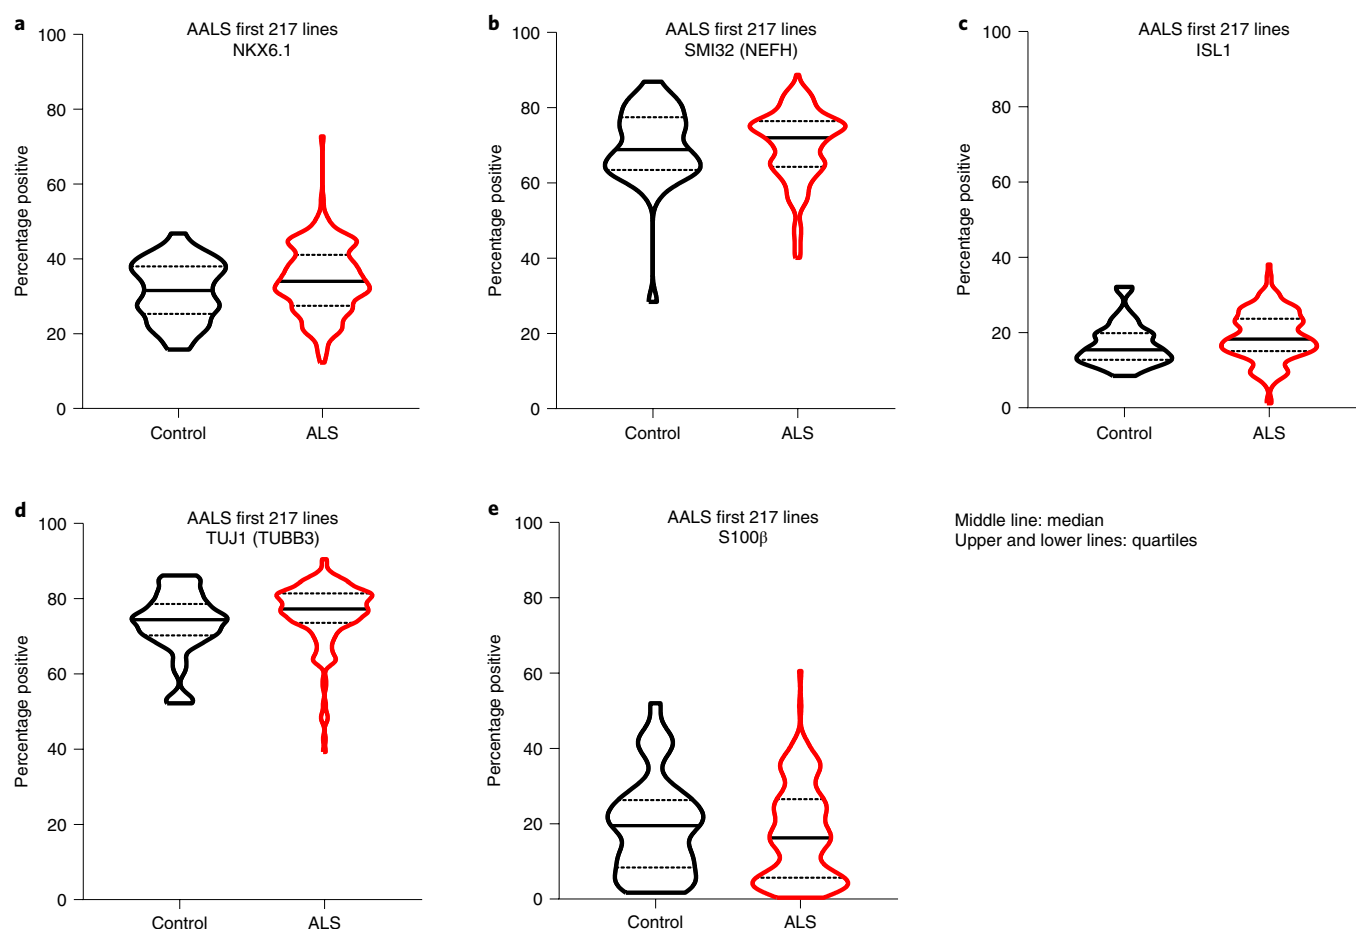 a
AALS first 217 lines
NKX6.1
Percentage positive
100
80
60
40
20
0
Control
ALS
b
AALS first 217 lines
SMI32 (NEFH)
Percentage positive
100
80
60
40
20
0
Control
ALS
c
AALS first 217 lines
ISL1
Percentage positive
100
80
60
40
20
0
Control
ALS
d
AALS first 217 lines
TUJ1 (TUBB3)
Percentage positive
100
80
60
40
20
0
Control
ALS
e
AALS first 217 lines
S100β
Percentage positive
100
80
60
40
20
0
Control
ALS
Middle line: median
Upper and lower lines: quartiles